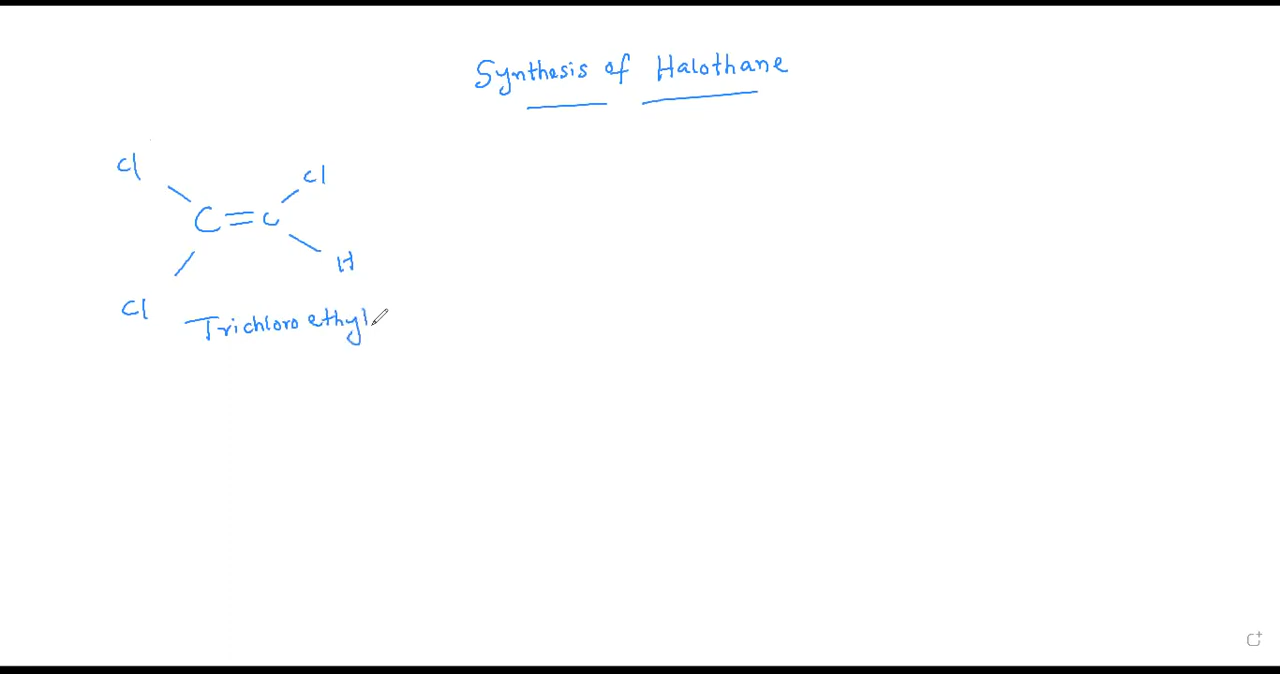 Synthesis of Halothane
Cl
Cl
C=C
H
Cl
Trichloro ethyl